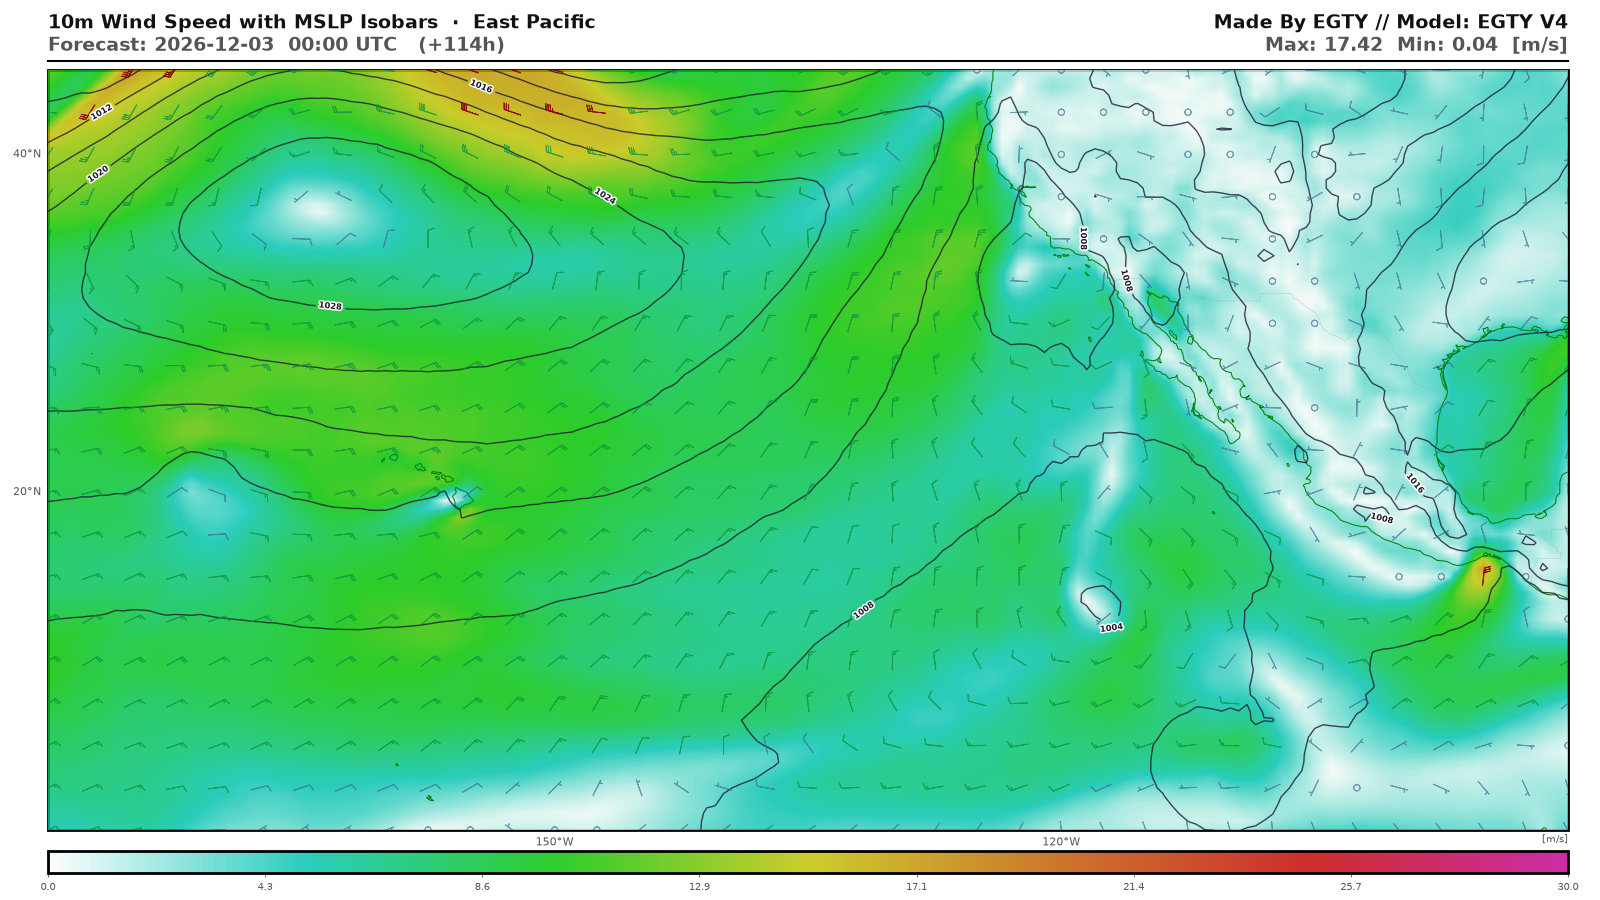 10m Wind Speed with MSLP Isobars · East Pacific
Made By EGTY // Model: EGTY V4
Forecast: 2026-12-03 00:00 UTC (+114h)
Max: 17.42 Min: 0.04 [m/s]
1016
1012
40°N
1020
1024
1008
1008
1028
1016
20°N
1008
1008
1004
150°W
120°W
[m/s]
0.0 4.3 8.6 12.9 17.1 21.4 25.7 30.0